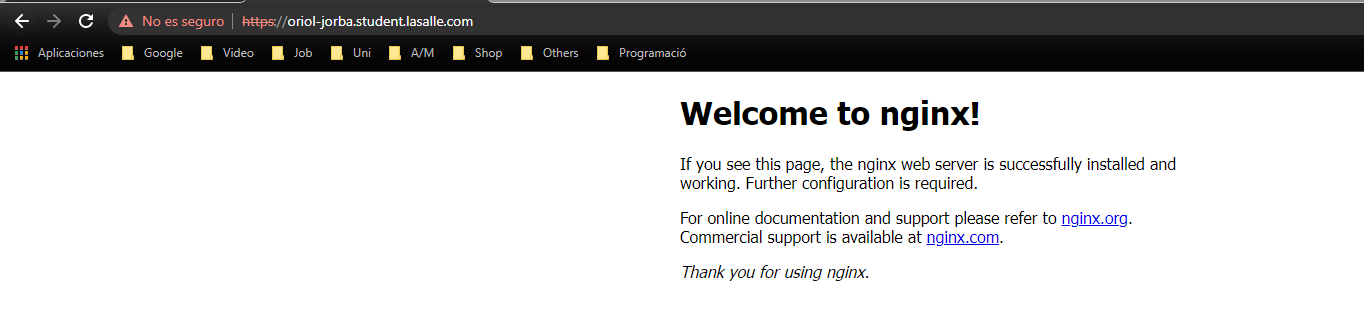 No es seguro https://oriol-jorba.student.lasalle.com
Aplicaciones Google Video Job Uni A/M Shop Others Programació
Welcome to nginx!
If you see this page, the nginx web server is successfully installed and
working. Further configuration is required.
For online documentation and support please refer to nginx.org.
Commercial support is available at nginx.com.
Thank you for using nginx.